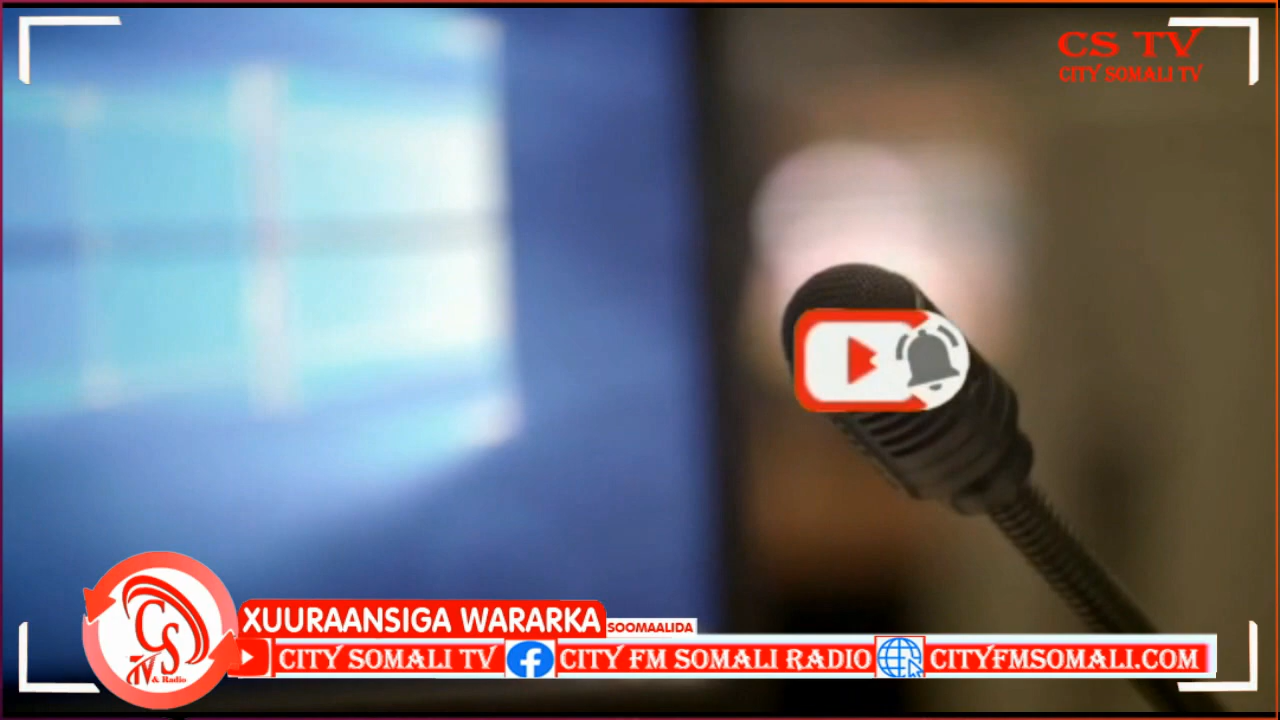 CS TV
CITY SOMALI TV
XUURAANSIGA WARARKA
SOOMAALIDA
CITY SOMALI TV CITY FM SOMALI RADIO CITYFMSOMALI.COM
CS
TV & Radio